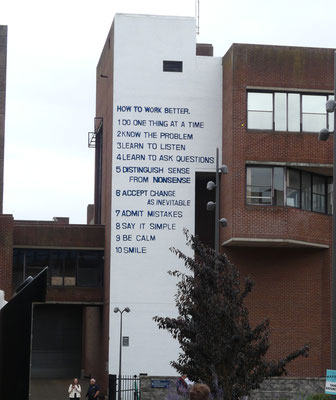 HOW TO WORK BETTER.
1 DO ONE THING AT A TIME
2 KNOW THE PROBLEM
3 LEARN TO LISTEN
4 LEARN TO ASK QUESTIONS
5 DISTINGUISH SENSE
FROM NONSENSE
6 ACCEPT CHANGE
AS INEVITABLE
7 ADMIT MISTAKES
8 SAY IT SIMPLE
9 BE CALM
10 SMILE